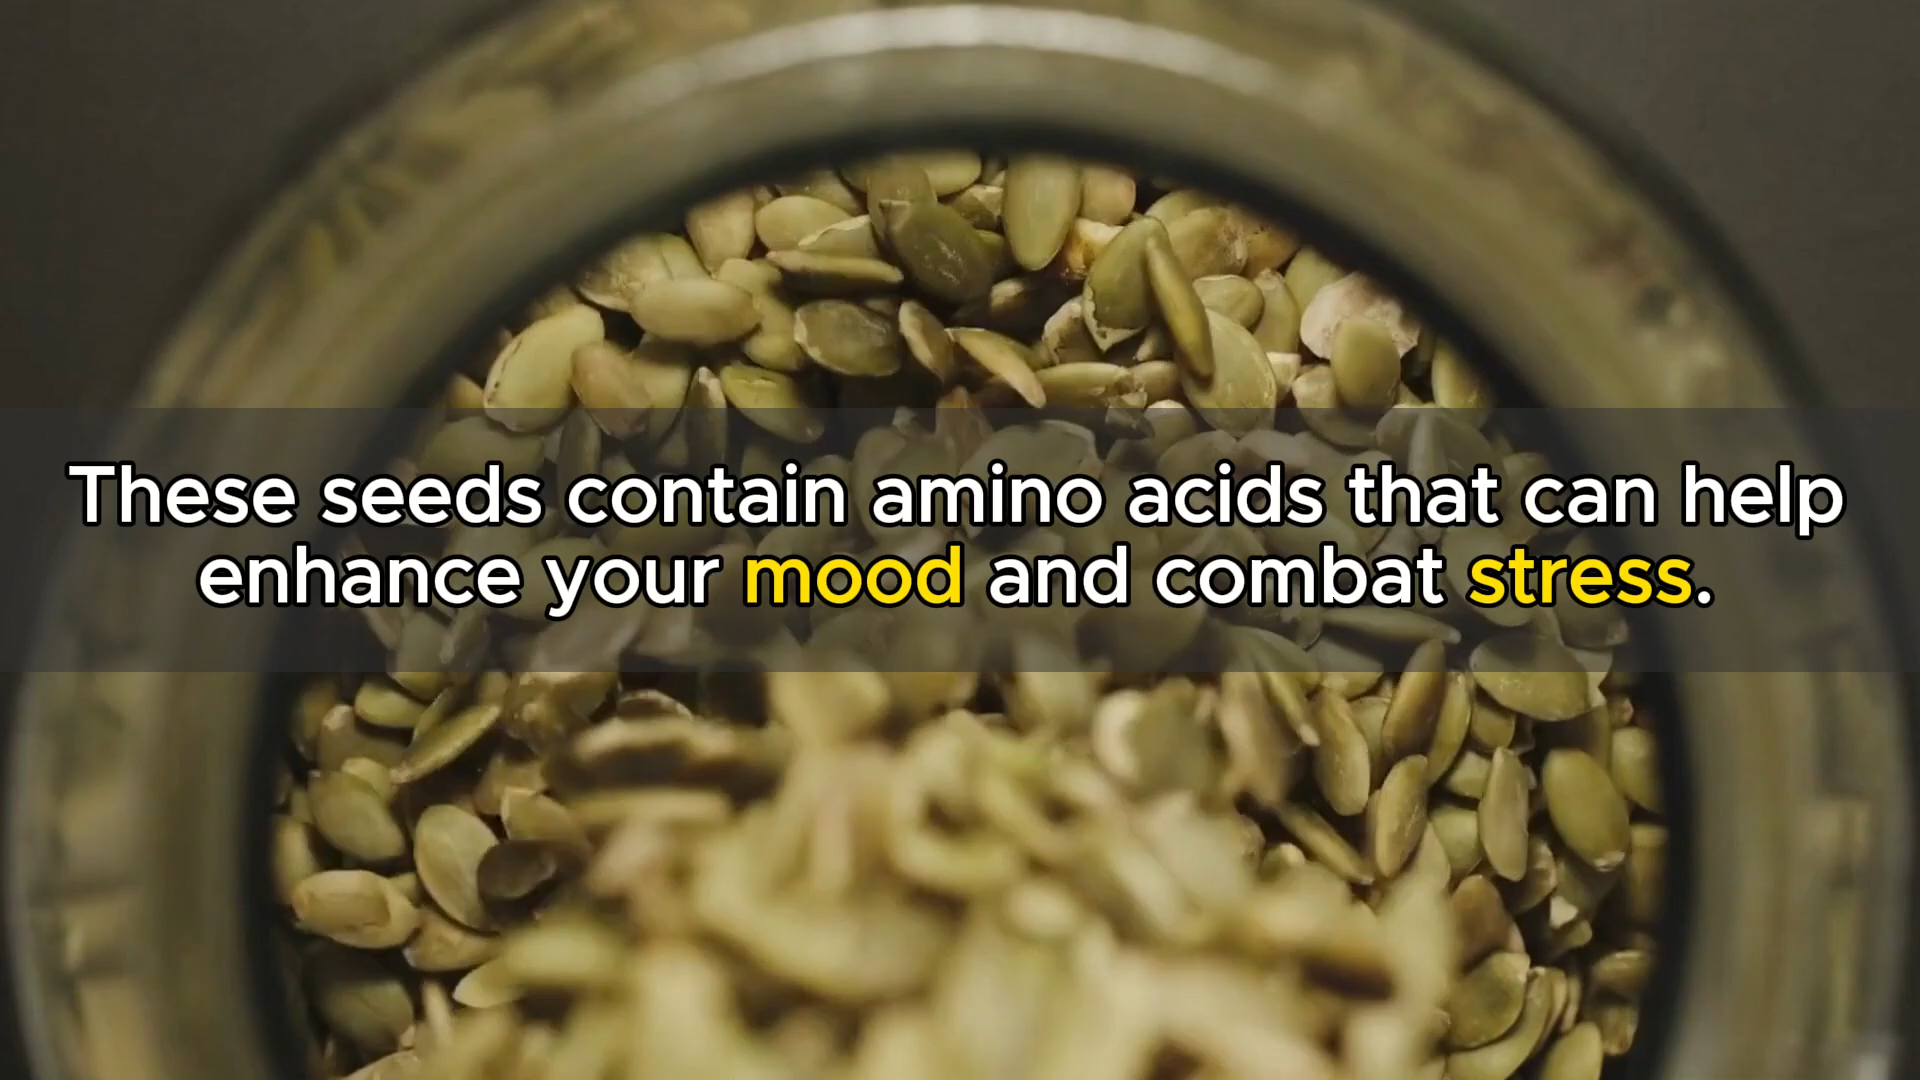 These seeds contain amino acids that can help
enhance your mood and combat stress.